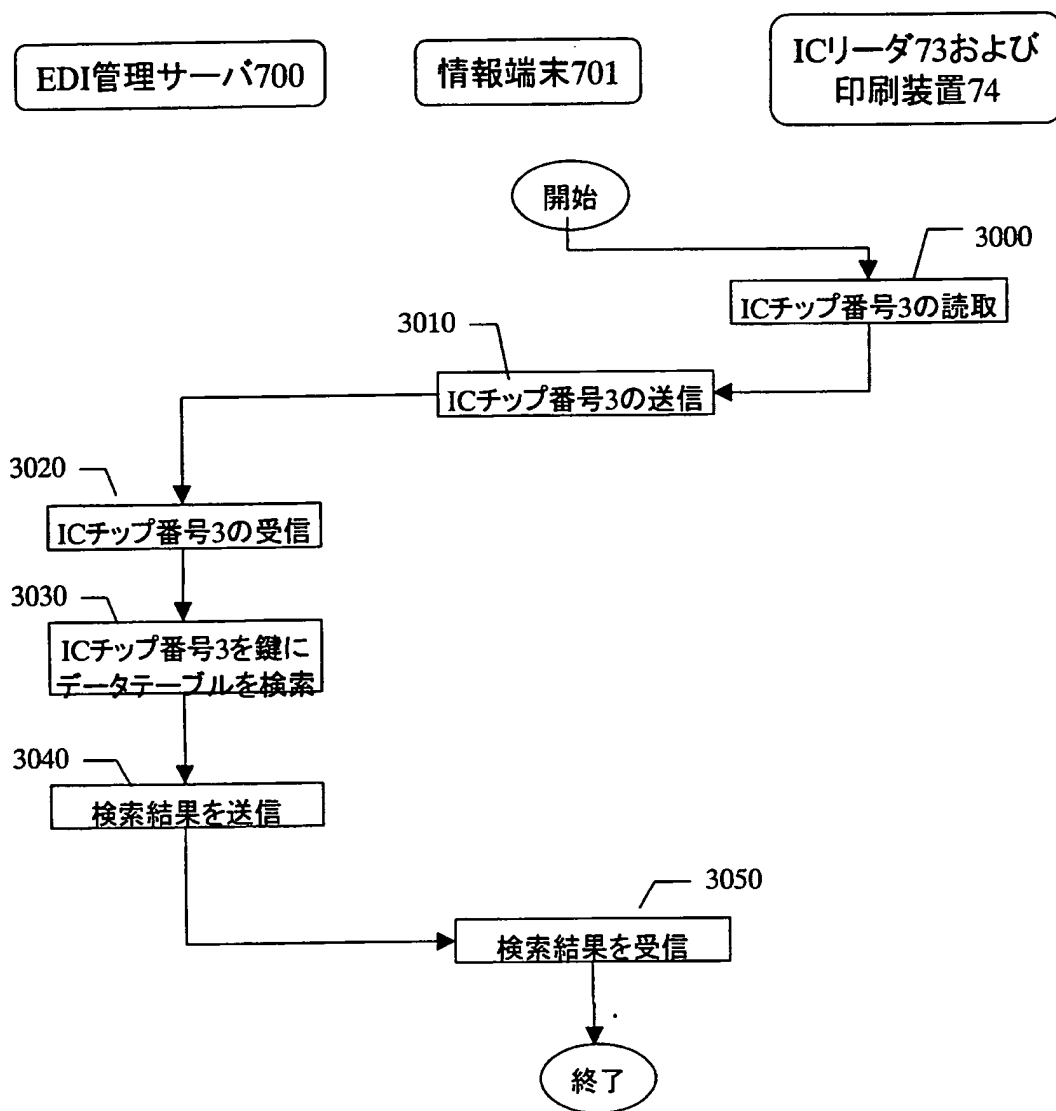 EDI管理サーバ700
情報端末701
ICリーダ73および
印刷装置74
開始
3000
ICチップ番号3の読取
3010
ICチップ番号3の送信
3020
ICチップ番号3の受信
3030
ICチップ番号3を鍵に
データテーブルを検索
3040
検索結果を送信
3050
検索結果を受信
終了